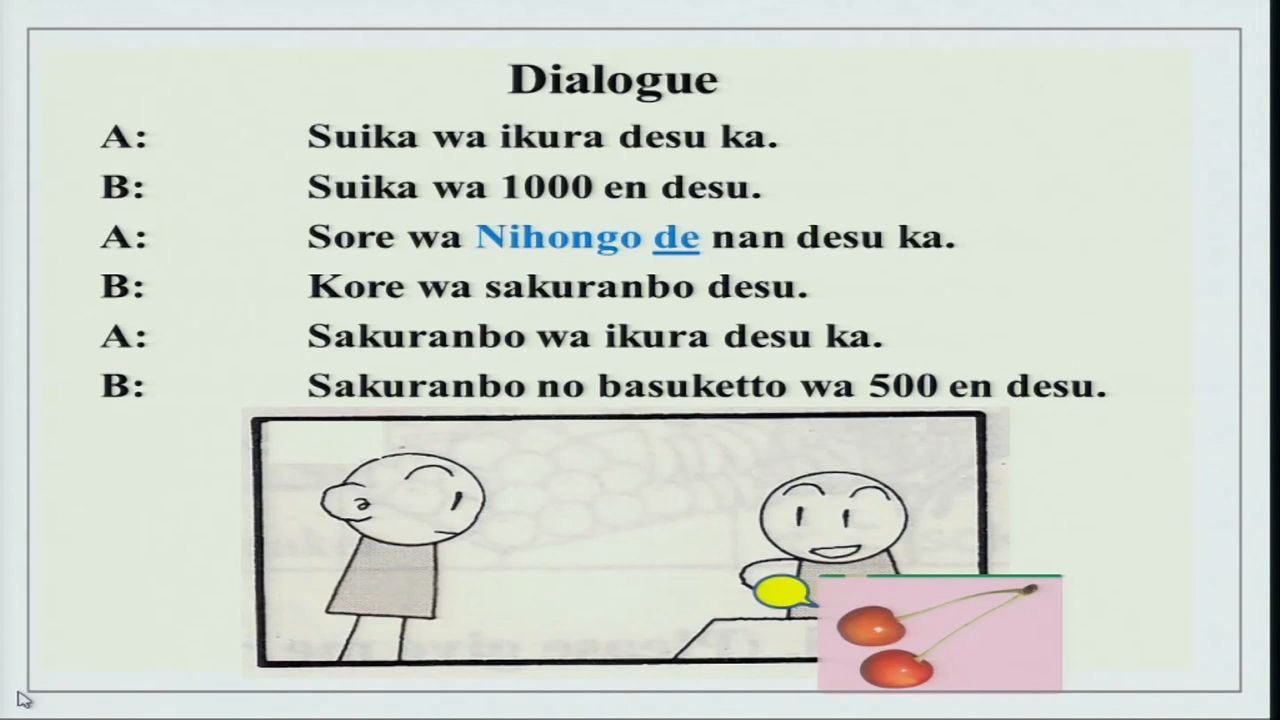 Dialogue
A: Suika wa ikura desu ka.
B: Suika wa 1000 en desu.
A: Sore wa Nihongo de nan desu ka.
B: Kore wa sakuranbo desu.
A: Sakuranbo wa ikura desu ka.
B: Sakuranbo no basuketto wa 500 en desu.